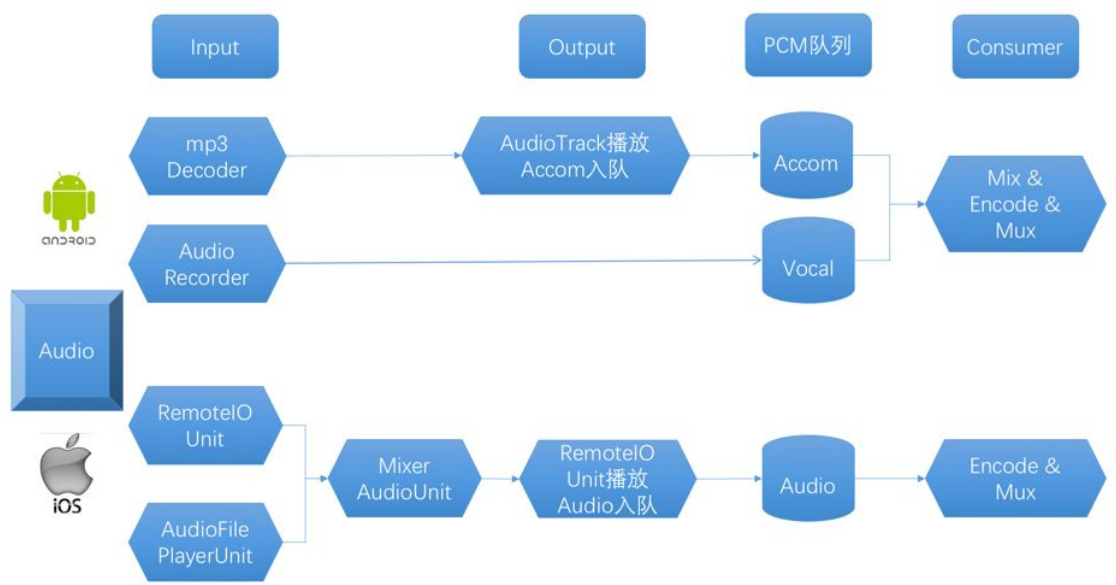 Input
Output
PCM队列
Consumer
mp3
Decoder
AudioTrack播放
Accom入队
Accom
Mix &
Encode &
Mux
ANDROID
Audio
Recorder
Vocal
Audio
RemoteIO
Unit
Mixer
AudioUnit
RemoteIO
Unit播放
Audio入队
Audio
Encode &
Mux
iOS
AudioFile
PlayerUnit